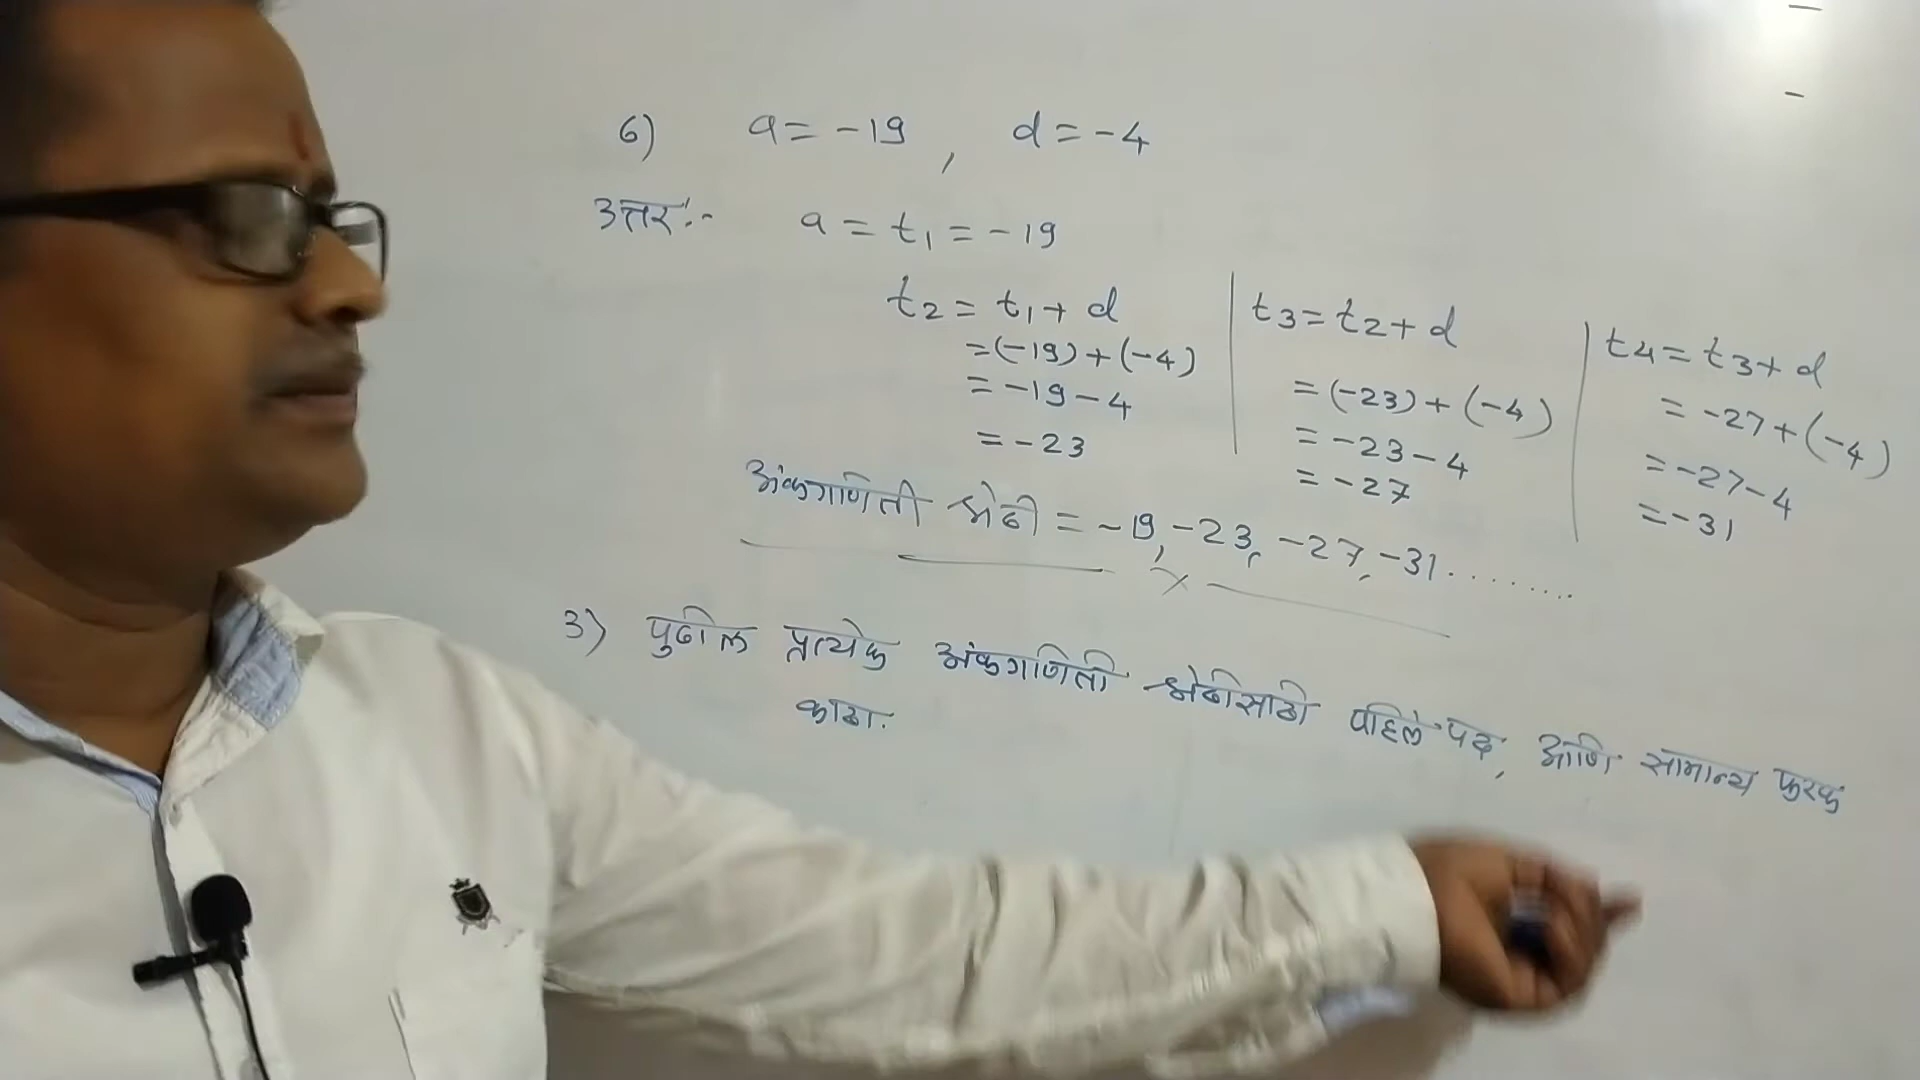 6) a = -19 , d = -4
उत्तर :- a = t1 = -19
t2 = t1 + d
= (-19) + (-4)
= -19 - 4
= -23
t3 = t2 + d
= (-23) + (-4)
= -23 - 4
= -27
t4 = t3 + d
= -27 + (-4)
= -27 - 4
= -31
अंकगणिती श्रेढी = -19, -23, -27, -31 ........
3) पुढील प्रत्येक अंकगणिती श्रेढीसाठी पहिले पद, आणि सामान्य फरक
काढा.